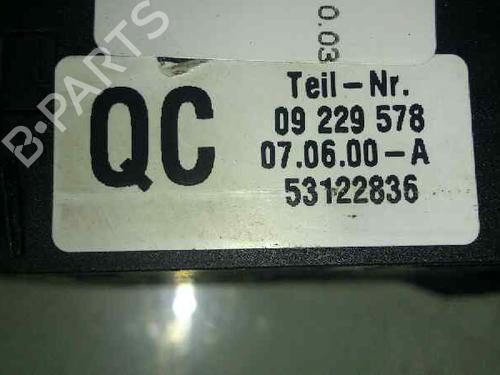 0.03
QC
Teil-Nr.
09 229 578
07.06.00-A
53122836
B-PARTS